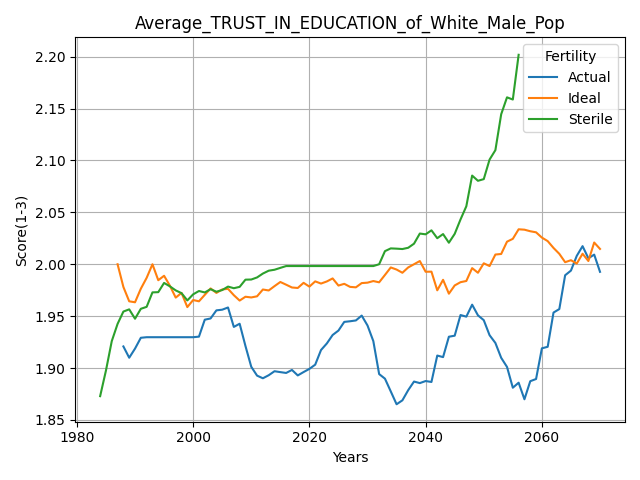 Average_TRUST_IN_EDUCATION_of_White_Male_Pop
Fertility
Actual
Ideal
Sterile
Score(1-3)
2.20
2.15
2.10
2.05
2.00
1.95
1.90
1.85
1980 2000 2020 2040 2060
Years